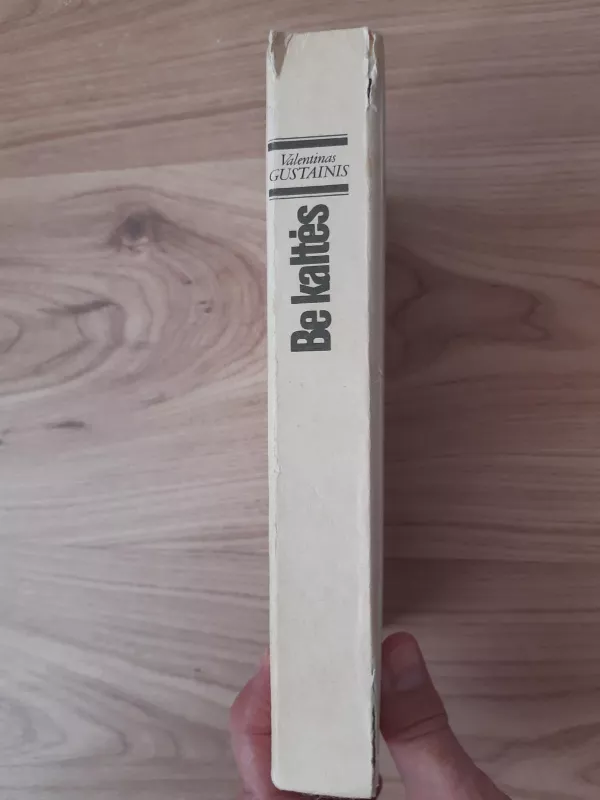 Valentinas
GUSTAINIS
Be kaltės